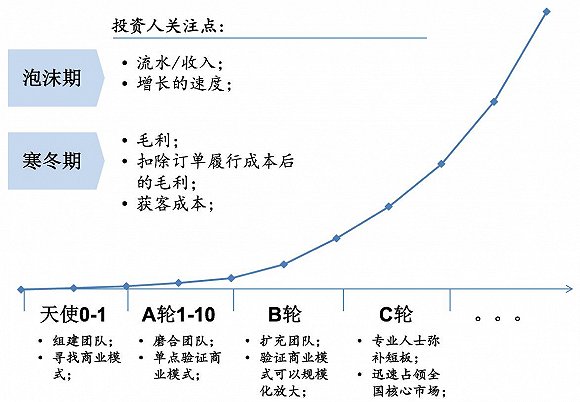 投资人关注点：
泡沫期
• 流水/收入；
• 增长的速度；
寒冬期
• 毛利；
• 扣除订单履行成本后
的毛利；
• 获客成本；
天使0-1
• 组建团队；
• 寻找商业模
式；
A轮1-10
• 磨合团队；
• 单点验证商
业模式；
B轮
• 扩充团队；
• 验证商业模
式可以规模
化放大；
C轮
• 专业人士弥
补短板；
• 迅速占领全
国核心市场；
。。。